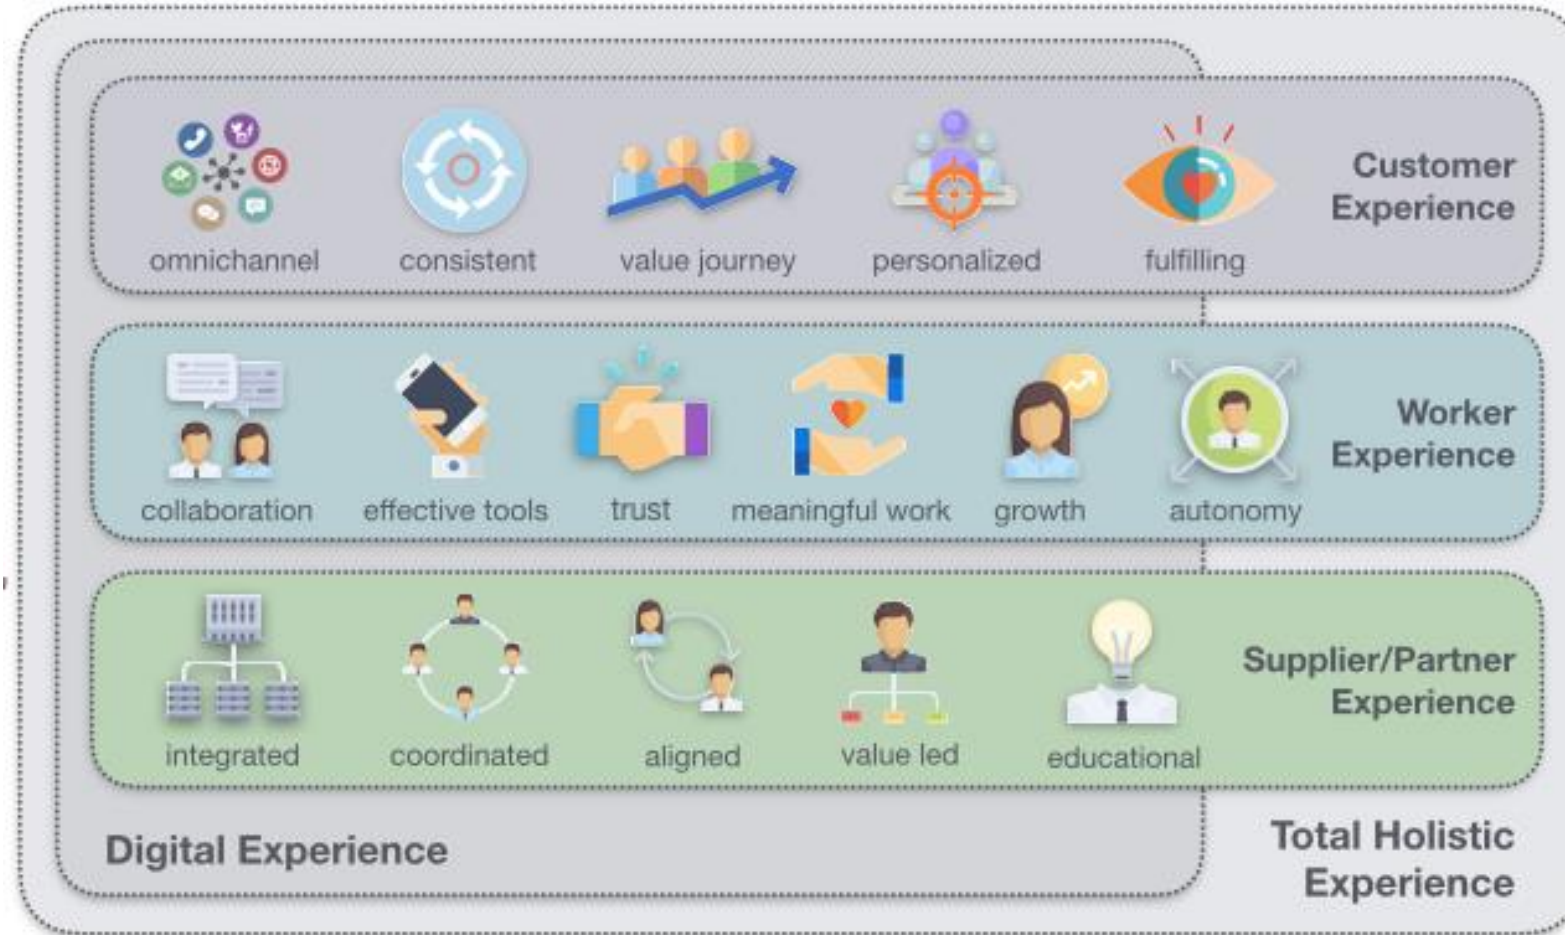 omnichannel
consistent
value journey
personalized
fulfilling
Customer
Experience
collaboration
effective tools
trust
meaningful work
growth
autonomy
Worker
Experience
integrated
coordinated
aligned
value led
educational
Supplier/Partner
Experience
Digital Experience
Total Holistic
Experience